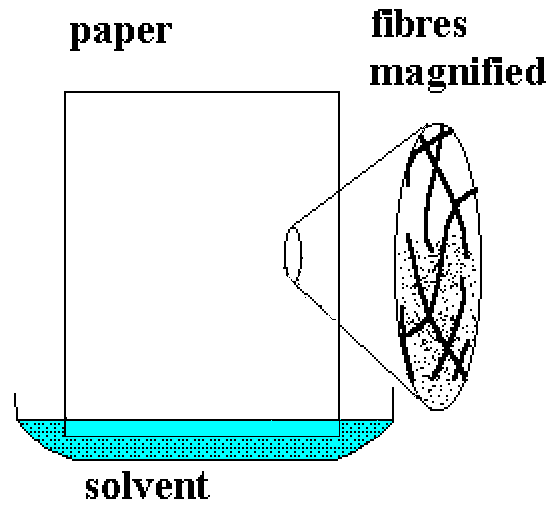 paper
fibres
magnified
solvent